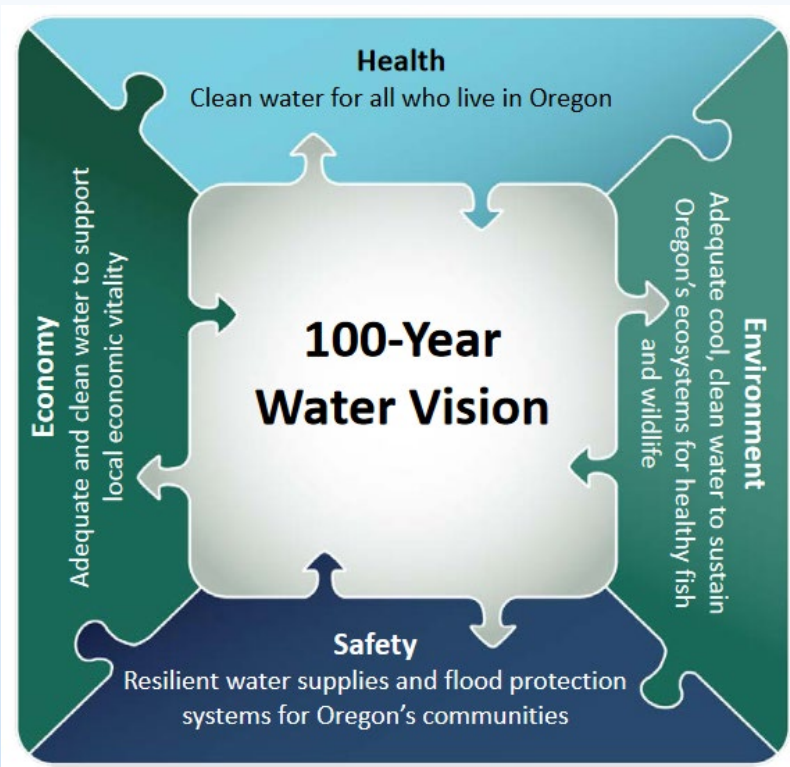 Health
Clean water for all who live in Oregon
Economy
Adequate and clean water to support
local economic vitality
100-Year
Water Vision
Environment
Adequate cool, clean water to sustain
Oregon's ecosystems for healthy fish
and wildlife
Safety
Resilient water supplies and flood protection
systems for Oregon's communities